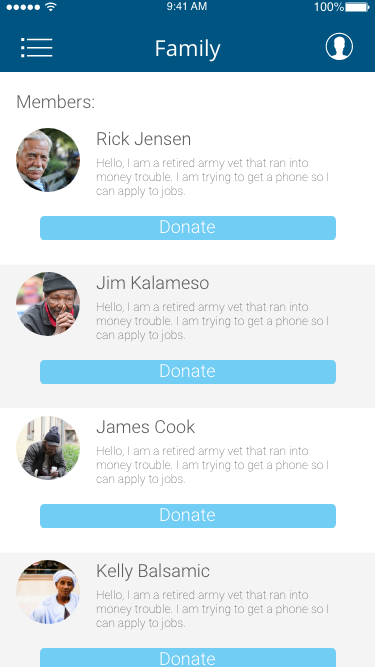 9:41 AM
100%
Family
Members:
Rick Jensen
Hello, I am a retired army vet that ran into
money trouble. I am trying to get a phone so I
can apply to jobs.
Donate
Jim Kalameso
Hello, I am a retired army vet that ran into
money trouble. I am trying to get a phone so I
can apply to jobs.
Donate
James Cook
Hello, I am a retired army vet that ran into
money trouble. I am trying to get a phone so I
can apply to jobs.
Donate
Kelly Balsamic
Hello, I am a retired army vet that ran into
money trouble. I am trying to get a phone so I
can apply to jobs.
Donate